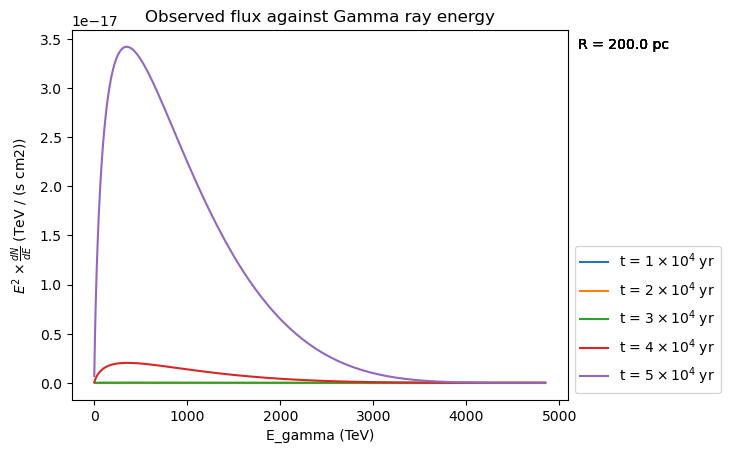 Observed flux against Gamma ray energy
1e−17
R = 200.0 pc
3.5
3.0
2.5
2.0
1.5
1.0
0.5
0.0
E² × dN/dE (TeV / (s cm2))
0 1000 2000 3000 4000 5000
E_gamma (TeV)
t = 1 × 10⁴ yr
t = 2 × 10⁴ yr
t = 3 × 10⁴ yr
t = 4 × 10⁴ yr
t = 5 × 10⁴ yr